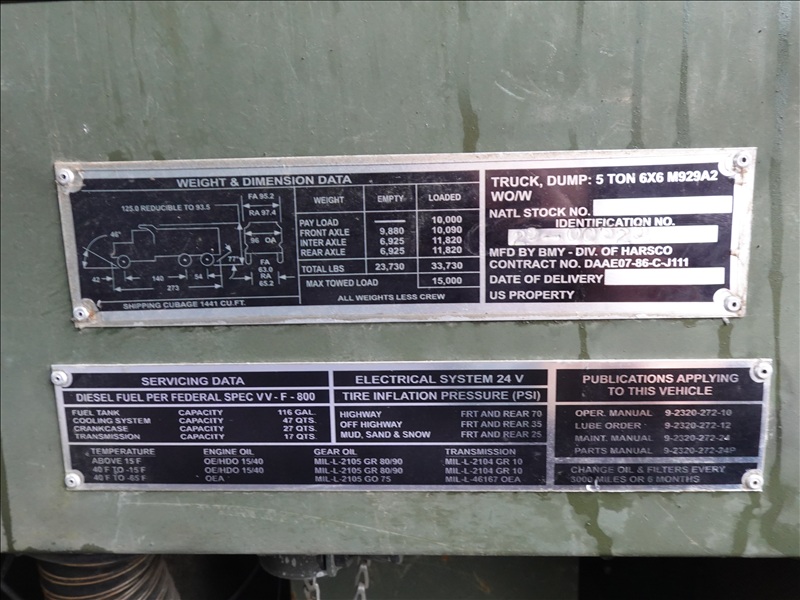 WEIGHT & DIMENSION DATA
FA 95.2
125.0 REDUCIBLE TO 93.5
RA 97.4
46°
96 OA
77°
FA
63.0
RA
65.2
42
140
54
273
SHIPPING CUBAGE 1441 CU.FT.
WEIGHT EMPTY LOADED
PAY LOAD —— 10,000
FRONT AXLE 9,880 10,090
INTER AXLE 6,925 11,820
REAR AXLE 6,925 11,820
TOTAL LBS 23,730 33,730
MAX TOWED LOAD 15,000
ALL WEIGHTS LESS CREW
TRUCK, DUMP: 5 TON 6X6 M929A2
WO/W
NATL STOCK NO.
IDENTIFICATION NO.
MFD BY BMY - DIV. OF HARSCO
CONTRACT NO. DAAE07-86-C-J111
DATE OF DELIVERY
US PROPERTY
SERVICING DATA
DIESEL FUEL PER FEDERAL SPEC VV - F - 800
FUEL TANK CAPACITY 116 GAL.
COOLING SYSTEM CAPACITY 47 QTS.
CRANKCASE CAPACITY 27 QTS.
TRANSMISSION CAPACITY 17 QTS.
ELECTRICAL SYSTEM 24 V
TIRE INFLATION PRESSURE (PSI)
HIGHWAY FRT AND REAR 70
OFF HIGHWAY FRT AND REAR 35
MUD, SAND & SNOW FRT AND REAR 25
TEMPERATURE ENGINE OIL GEAR OIL TRANSMISSION
ABOVE 15 F OE/HDO 15/40 MIL-L-2105 GR 80/90 MIL-L-2104 GR 10
40 F TO -15 F OE/HDO 15/40 MIL-L-2105 GR 80/90 MIL-L-2104 GR 10
40 F TO -65 F OEA MIL-L-2105 GO 75 MIL-L-46167 OEA
PUBLICATIONS APPLYING
TO THIS VEHICLE
OPER. MANUAL 9-2320-272-10
LUBE ORDER 9-2320-272-12
MAINT. MANUAL 9-2320-272-24
PARTS MANUAL 9-2320-272-24P
CHANGE OIL & FILTERS EVERY
3000 MILES OR 6 MONTHS